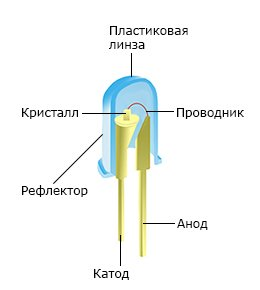 Пластиковая
линза
Кристалл
Проводник
Рефлектор
Анод
Катод